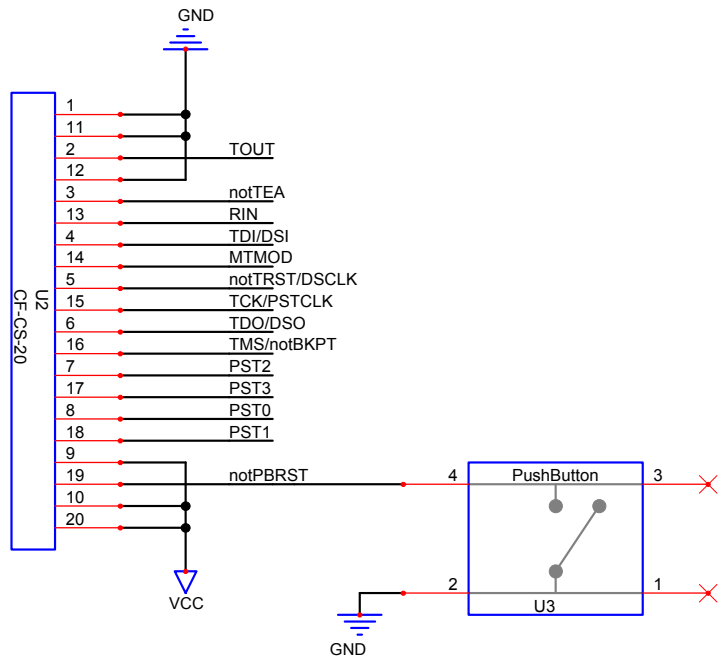 GND
1
11
2 TOUT
12
3 notTEA
13 RIN
4 TDI/DSI
14 MTMOD
5 notTRST/DSCLK
15 TCK/PSTCLK
6 TDO/DSO
16 TMS/notBKPT
7 PST2
17 PST3
8 PST0
18 PST1
9
19 notPBRST
10
20
U2
CF-CS-20
VCC
4 PushButton 3
2 1
U3
GND